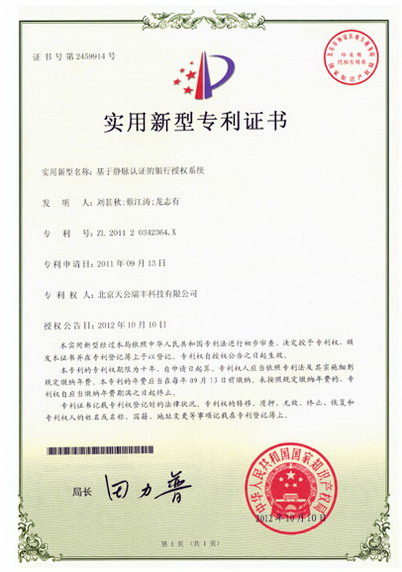 证书号第2459914号
实用新型专利证书
实用新型名称：基于静脉认证的银行授权系统
发 明 人：刘甚秋;蔡江涛;龙志有
专 利 号：ZL 2011 2 0342364.X
专利申请日：2011年09月13日
专 利 权 人：北京天公瑞丰科技有限公司
授权公告日：2012年10月10日
本实用新型经过本局依照中华人民共和国专利法进行初步审查，决定授予专利权，颁
发本证书并在专利登记簿上予以登记。专利权自授权公告之日起生效。
本专利的专利权期限为十年，自申请日起算。专利权人应当依照专利法及其实施细则
规定缴纳年费。本专利的年费应当在每年09月13日前缴纳。未按照规定缴纳年费的，专
利权自应当缴纳年费期满之日起终止。
专利证书记载专利权登记时的法律状况。专利权的转移、质押、无效、终止、恢复和
专利权人的姓名或名称、国籍、地址变更等事项记载在专利登记簿上。
局长 田力普
中华人民共和国国家知识产权局
2012年10月10日
第1页（共1页）